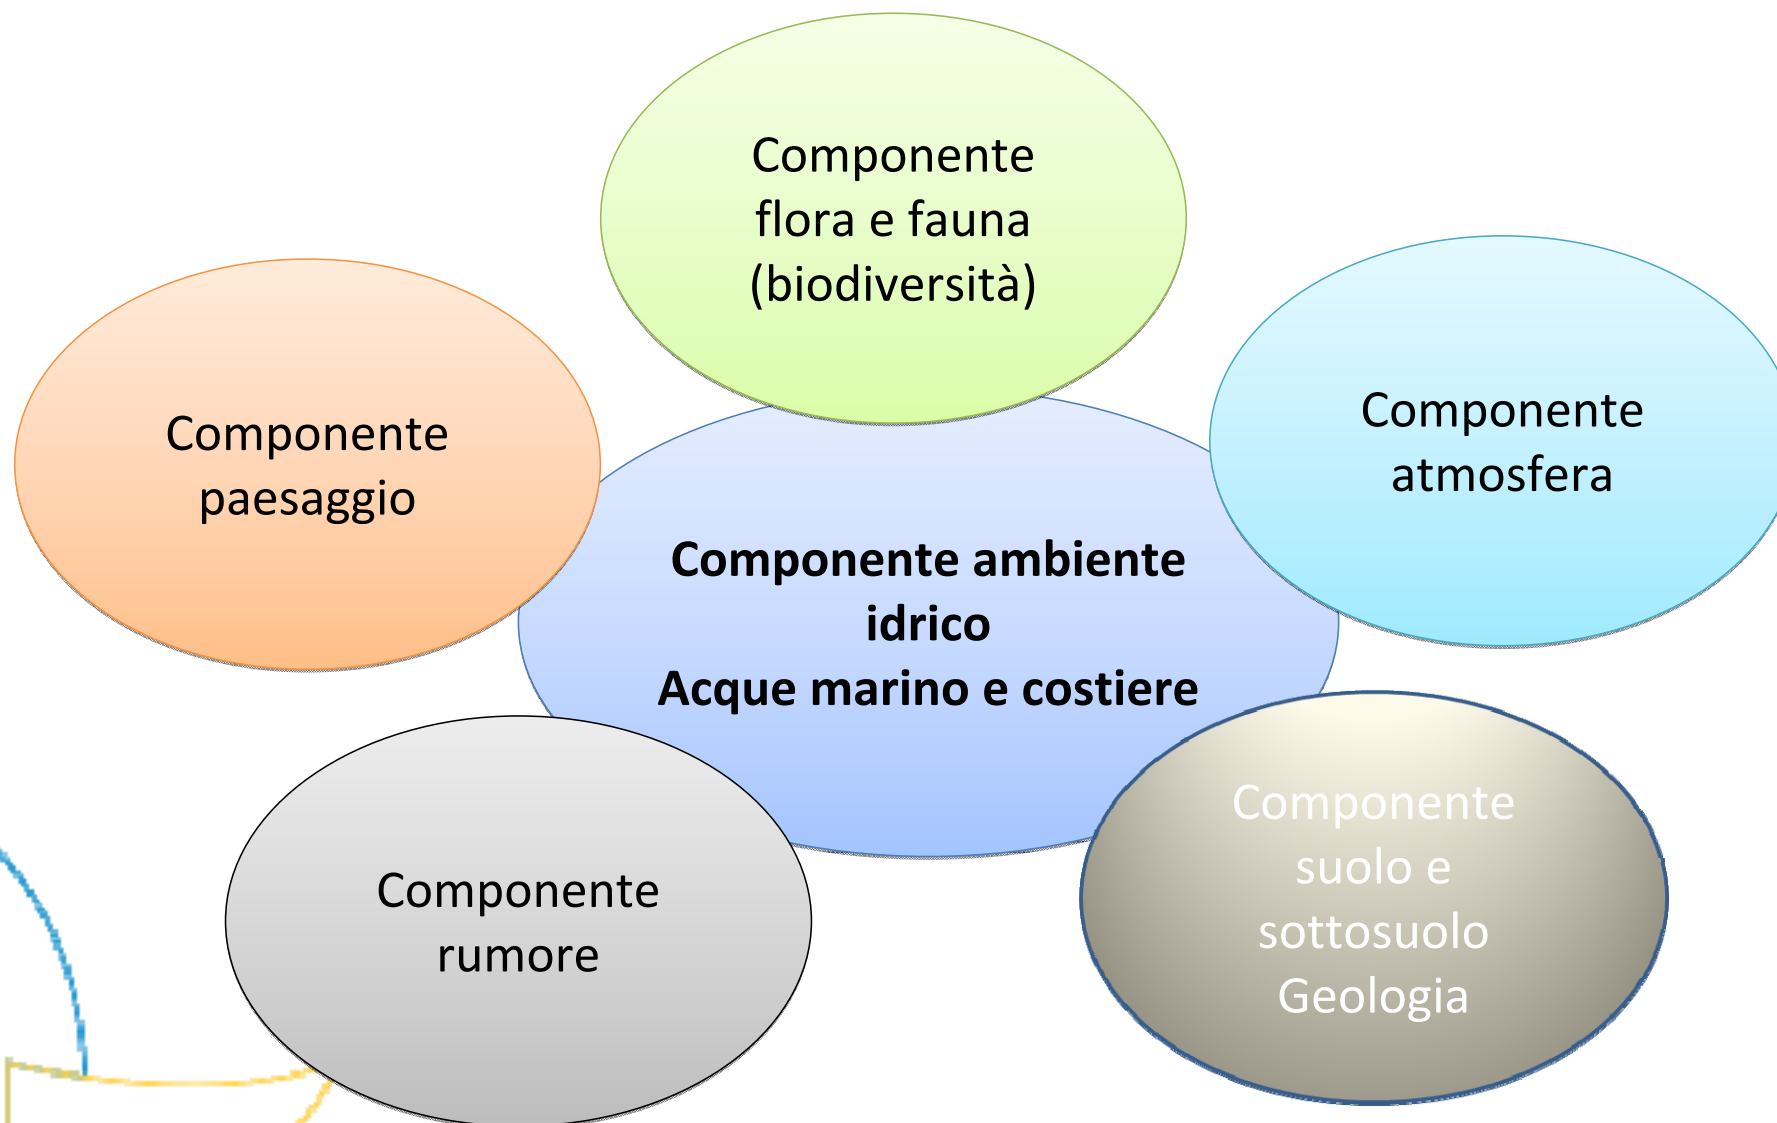 Componente
flora e fauna
(biodiversità)
Componente
paesaggio
Componente
atmosfera
Componente ambiente
idrico
Acque marino e costiere
Componente
rumore
Componente
suolo e
sottosuolo
Geologia